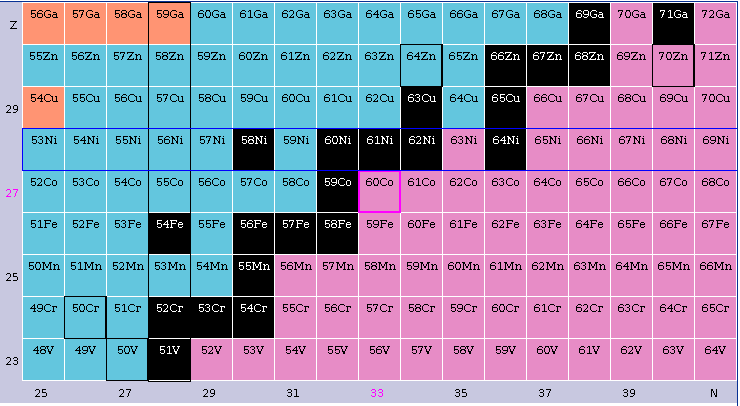 56Ga 57Ga 58Ga 59Ga 60Ga 61Ga 62Ga 63Ga 64Ga 65Ga 66Ga 67Ga 68Ga 69Ga 70Ga 71Ga 72Ga
Z
55Zn 56Zn 57Zn 58Zn 59Zn 60Zn 61Zn 62Zn 63Zn 64Zn 65Zn 66Zn 67Zn 68Zn 69Zn 70Zn 71Zn
29 54Cu 55Cu 56Cu 57Cu 58Cu 59Cu 60Cu 61Cu 62Cu 63Cu 64Cu 65Cu 66Cu 67Cu 68Cu 69Cu 70Cu
53Ni 54Ni 55Ni 56Ni 57Ni 58Ni 59Ni 60Ni 61Ni 62Ni 63Ni 64Ni 65Ni 66Ni 67Ni 68Ni 69Ni
27 52Co 53Co 54Co 55Co 56Co 57Co 58Co 59Co 60Co 61Co 62Co 63Co 64Co 65Co 66Co 67Co 68Co
51Fe 52Fe 53Fe 54Fe 55Fe 56Fe 57Fe 58Fe 59Fe 60Fe 61Fe 62Fe 63Fe 64Fe 65Fe 66Fe 67Fe
25 50Mn 51Mn 52Mn 53Mn 54Mn 55Mn 56Mn 57Mn 58Mn 59Mn 60Mn 61Mn 62Mn 63Mn 64Mn 65Mn 66Mn
49Cr 50Cr 51Cr 52Cr 53Cr 54Cr 55Cr 56Cr 57Cr 58Cr 59Cr 60Cr 61Cr 62Cr 63Cr 64Cr 65Cr
23 48V 49V 50V 51V 52V 53V 54V 55V 56V 57V 58V 59V 60V 61V 62V 63V 64V
25 27 29 31 33 35 37 39 N